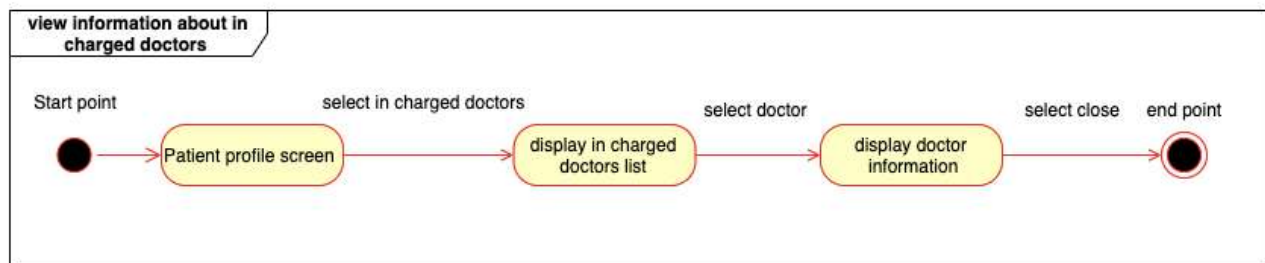 view information about in
charged doctors
Start point
select in charged doctors
select doctor
select close
end point
Patient profile screen
display in charged
doctors list
display doctor
information